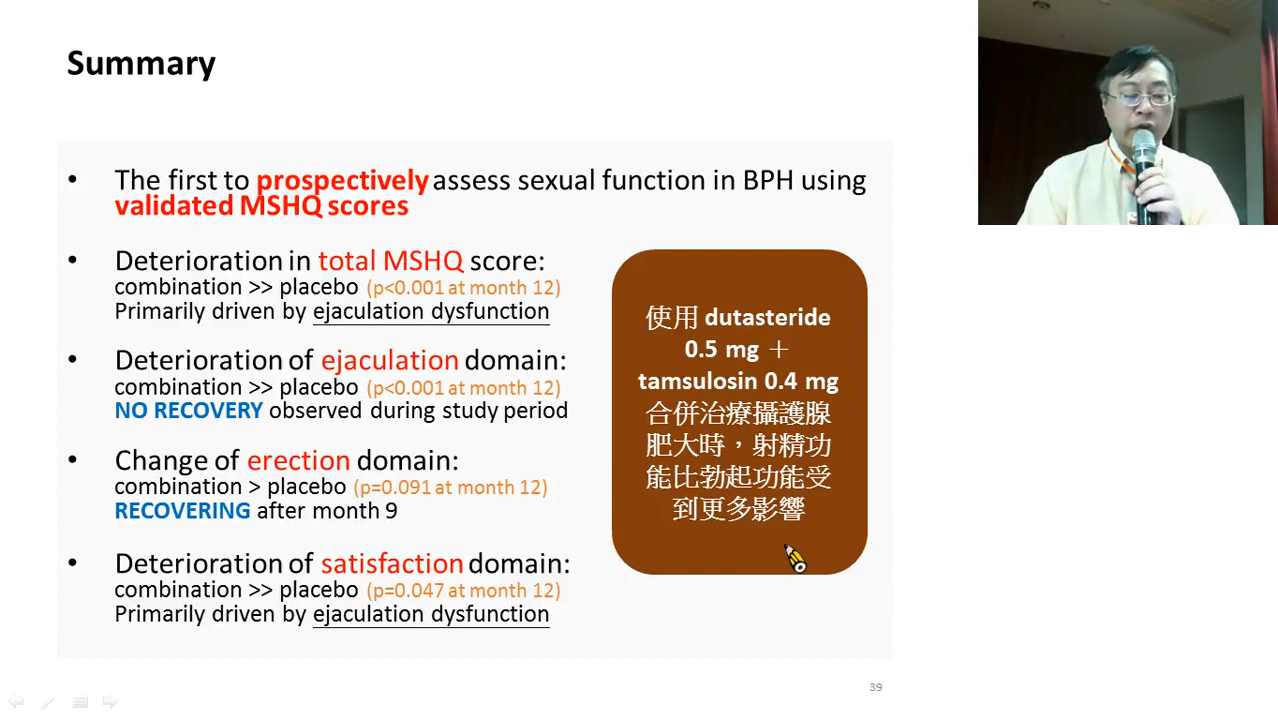 Summary
• The first to prospectively assess sexual function in BPH using
validated MSHQ scores
• Deterioration in total MSHQ score:
combination >> placebo (p<0.001 at month 12)
Primarily driven by ejaculation dysfunction
• Deterioration of ejaculation domain:
combination >> placebo (p<0.001 at month 12)
NO RECOVERY observed during study period
• Change of erection domain:
combination > placebo (p=0.091 at month 12)
RECOVERING after month 9
• Deterioration of satisfaction domain:
combination >> placebo (p=0.047 at month 12)
Primarily driven by ejaculation dysfunction
使用 dutasteride
0.5 mg ＋
tamsulosin 0.4 mg
合併治療攝護腺
肥大時，射精功
能比勃起功能受
到更多影響
39